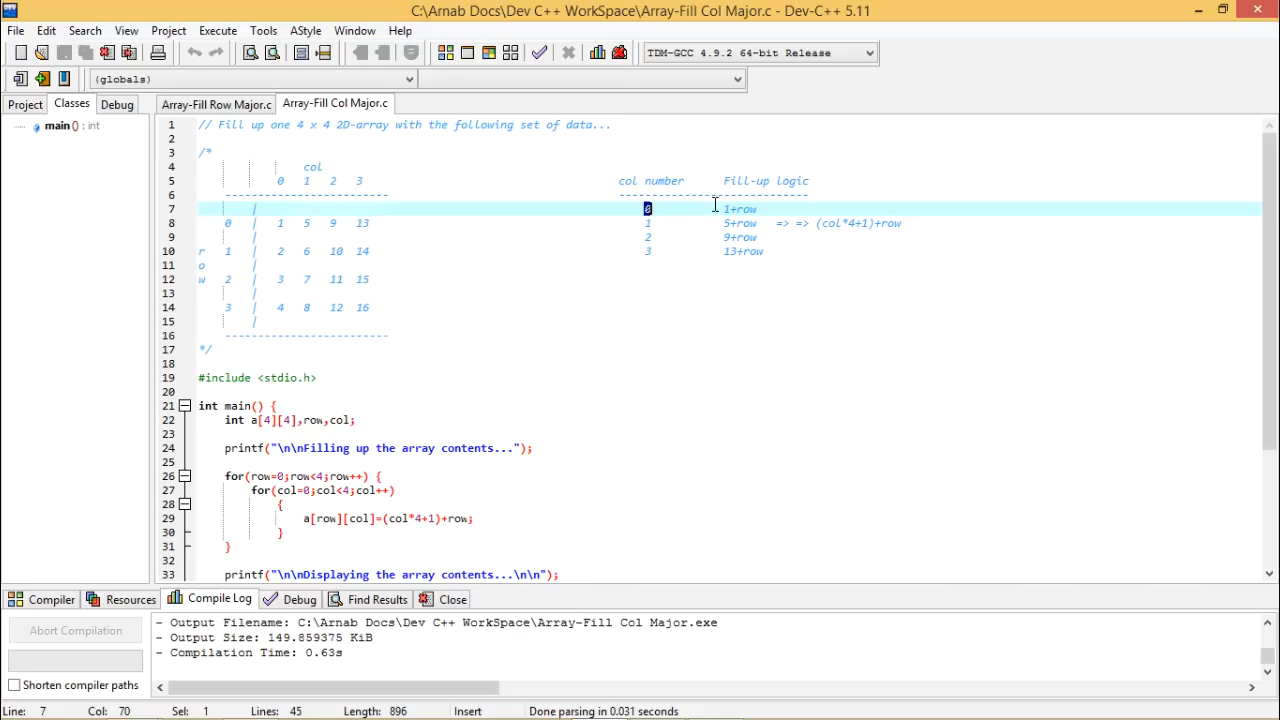 C:\Arnab Docs\Dev C++ WorkSpace\Array-Fill Col Major.c - Dev-C++ 5.11
File Edit Search View Project Execute Tools AStyle Window Help
TDM-GCC 4.9.2 64-bit Release
(globals)
Project Classes Debug
Array-Fill Row Major.c Array-Fill Col Major.c
main () : int
1 // Fill up one 4 x 4 2D-array with the following set of data...
2
3 /*
4 col
5 0 1 2 3 col number Fill-up logic
6 ------------------------- -----------------------------
7 | 0 1+row
8 0 | 1 5 9 13 1 5+row => => (col*4+1)+row
9 | 2 9+row
10 r 1 | 2 6 10 14 3 13+row
11 o |
12 w 2 | 3 7 11 15
13 |
14 3 | 4 8 12 16
15 |
16 -------------------------
17 */
18
19 #include <stdio.h>
20
21 int main() {
22 int a[4][4],row,col;
23
24 printf("\n\nFilling up the array contents...");
25
26 for(row=0;row<4;row++) {
27 for(col=0;col<4;col++)
28 {
29 a[row][col]=(col*4+1)+row;
30 }
31 }
32
33 printf("\n\nDisplaying the array contents...\n\n");
Compiler Resources Compile Log Debug Find Results Close
Abort Compilation
Shorten compiler paths
- Output Filename: C:\Arnab Docs\Dev C++ WorkSpace\Array-Fill Col Major.exe
- Output Size: 149.859375 KiB
- Compilation Time: 0.63s
Line: 7 Col: 70 Sel: 1 Lines: 45 Length: 896 Insert Done parsing in 0.031 seconds